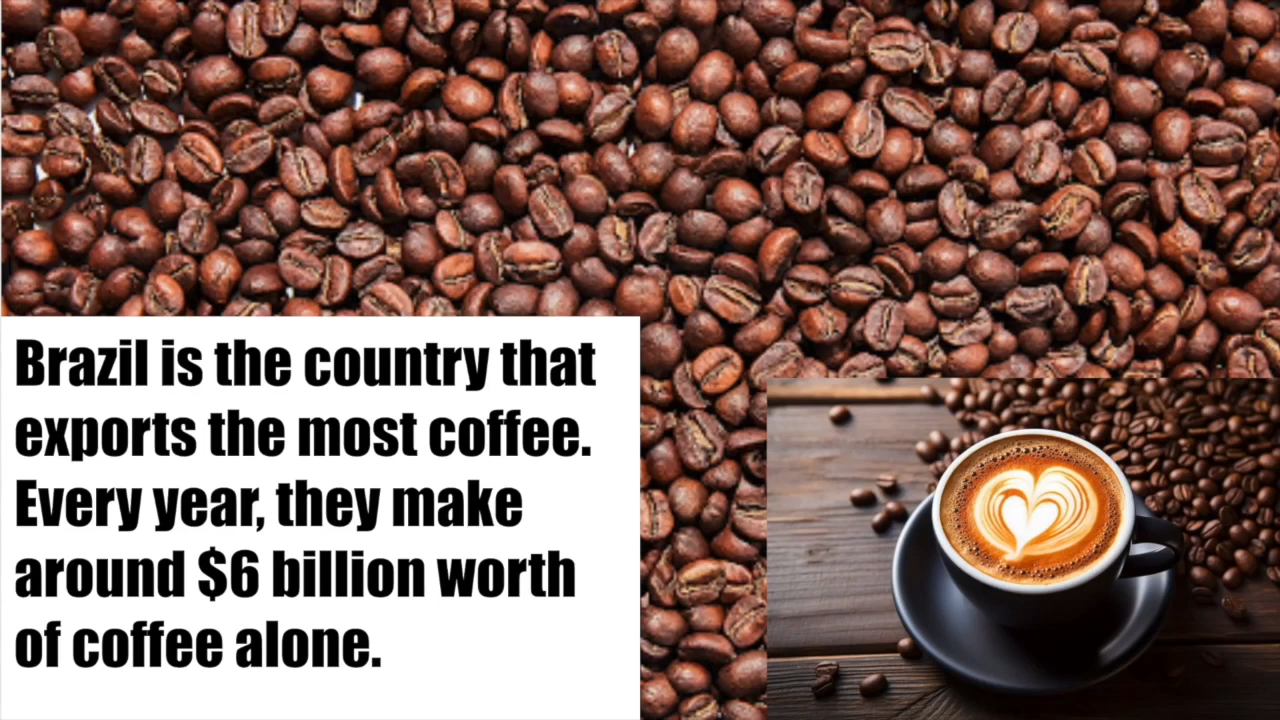 Brazil is the country that
exports the most coffee.
Every year, they make
around $6 billion worth
of coffee alone.